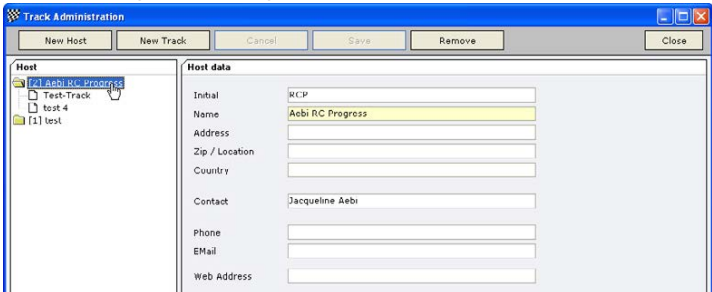 Track Administration
New Host New Track Cancel Save Remove Close
Host
[2] Aebi RC Progress
Test-Track
test 4
[1] test
Host data
Initial RCP
Name Aebi RC Progress
Address
Zip / Location
Country
Contact Jacqueline Aebi
Phone
EMail
Web Address